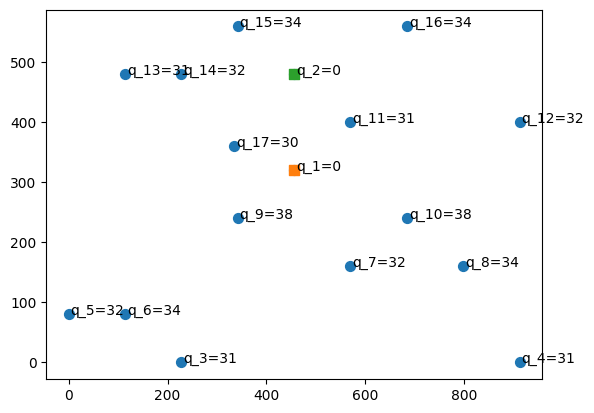 q_15=34
q_16=34
q_13=31
q_14=32
q_2=0
500
q_11=31
q_12=32
400
q_17=30
q_1=0
300
q_9=38
q_10=38
200
q_7=32
q_8=34
100
q_5=32
q_6=34
q_3=31
q_4=31
0
0
200
400
600
800